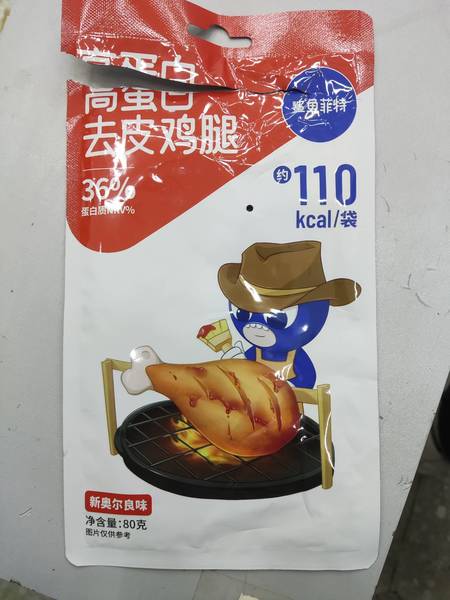 高蛋白
去皮鸡腿
36%
蛋白质NRV%
鲨鱼菲特
约110
kcal/袋
新奥尔良味
净含量:80克
图片仅供参考